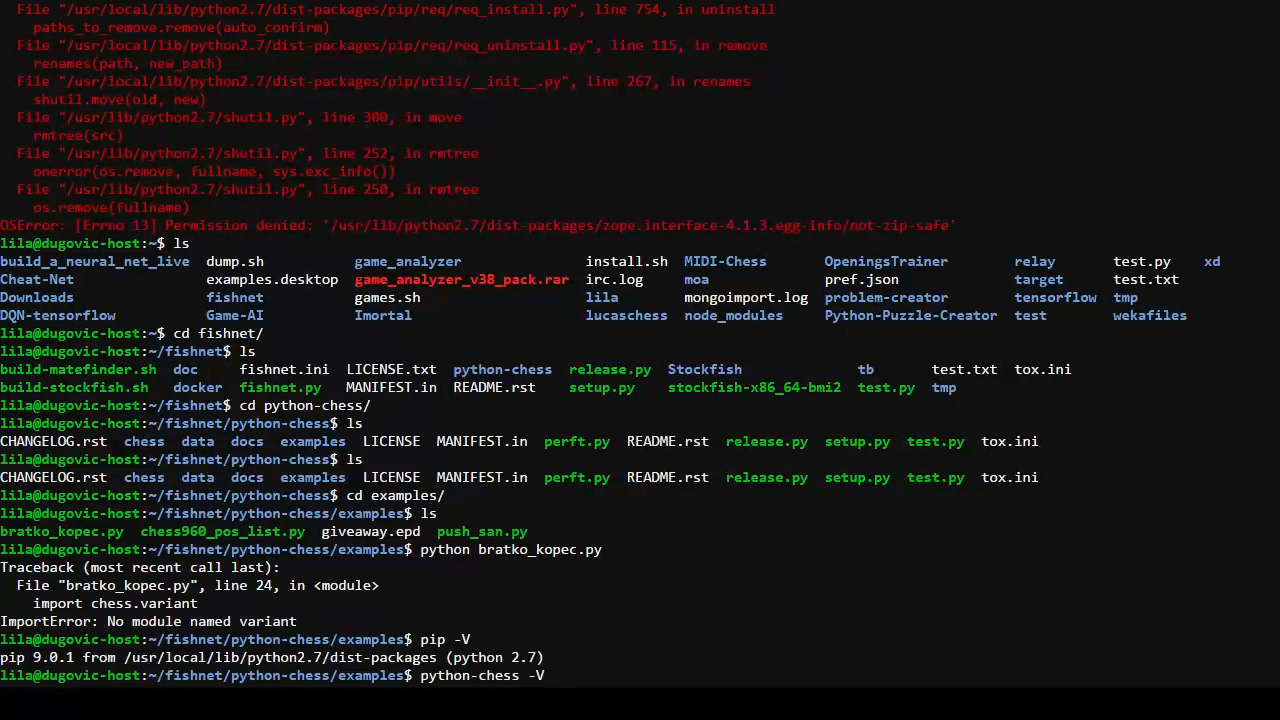 File "/usr/local/lib/python2.7/dist-packages/pip/req/req_install.py", line 754, in uninstall
paths_to_remove.remove(auto_confirm)
File "/usr/local/lib/python2.7/dist-packages/pip/req/req_uninstall.py", line 115, in remove
renames(path, new_path)
File "/usr/local/lib/python2.7/dist-packages/pip/utils/__init__.py", line 267, in renames
shutil.move(old, new)
File "/usr/lib/python2.7/shutil.py", line 300, in move
rmtree(src)
File "/usr/lib/python2.7/shutil.py", line 252, in rmtree
onerror(os.remove, fullname, sys.exc_info())
File "/usr/lib/python2.7/shutil.py", line 250, in rmtree
os.remove(fullname)
OSError: [Errno 13] Permission denied: '/usr/lib/python2.7/dist-packages/zope.interface-4.1.3.egg-info/not-zip-safe'
lila@dugovic-host:~$ ls
build_a_neural_net_live dump.sh game_analyzer install.sh MIDI-Chess OpeningsTrainer relay test.py xd
Cheat-Net examples.desktop game_analyzer_v38_pack.rar irc.log moa pref.json target test.txt
Downloads fishnet games.sh lila mongoimport.log problem-creator tensorflow tmp
DQN-tensorflow Game-AI Imortal lucaschess node_modules Python-Puzzle-Creator test wekafiles
lila@dugovic-host:~$ cd fishnet/
lila@dugovic-host:~/fishnet$ ls
build-matefinder.sh doc fishnet.ini LICENSE.txt python-chess release.py Stockfish tb test.txt tox.ini
build-stockfish.sh docker fishnet.py MANIFEST.in README.rst setup.py stockfish-x86_64-bmi2 test.py tmp
lila@dugovic-host:~/fishnet$ cd python-chess/
lila@dugovic-host:~/fishnet/python-chess$ ls
CHANGELOG.rst chess data docs examples LICENSE MANIFEST.in perft.py README.rst release.py setup.py test.py tox.ini
lila@dugovic-host:~/fishnet/python-chess$ ls
CHANGELOG.rst chess data docs examples LICENSE MANIFEST.in perft.py README.rst release.py setup.py test.py tox.ini
lila@dugovic-host:~/fishnet/python-chess$ cd examples/
lila@dugovic-host:~/fishnet/python-chess/examples$ ls
bratko_kopec.py chess960_pos_list.py giveaway.epd push_san.py
lila@dugovic-host:~/fishnet/python-chess/examples$ python bratko_kopec.py
Traceback (most recent call last):
File "bratko_kopec.py", line 24, in <module>
import chess.variant
ImportError: No module named variant
lila@dugovic-host:~/fishnet/python-chess/examples$ pip -V
pip 9.0.1 from /usr/local/lib/python2.7/dist-packages (python 2.7)
lila@dugovic-host:~/fishnet/python-chess/examples$ python-chess -V